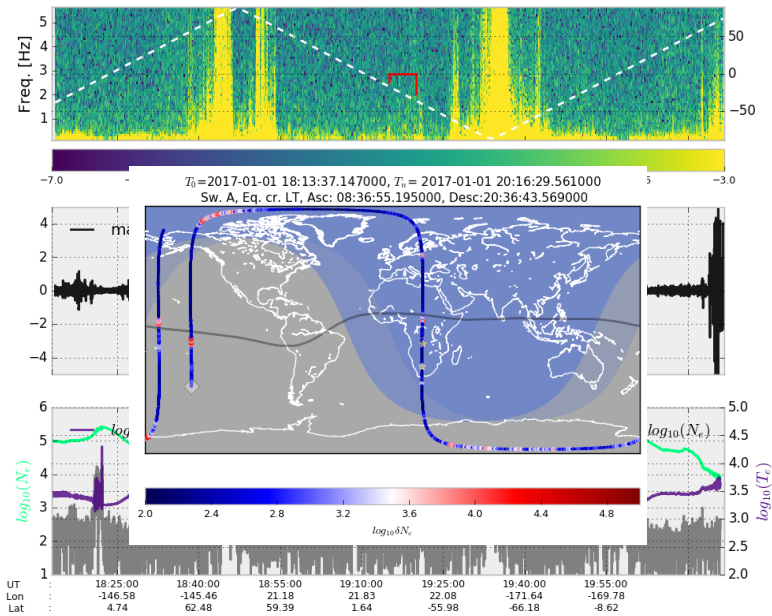 5
4
3
2
1
Freq. [Hz]
50
0
−50
−7.0
5
−3.0
T₀=2017-01-01 18:13:37.147000, Tₙ= 2017-01-01 20:16:29.561000
Sw. A, Eq. cr. LT, Asc: 08:36:55.195000, Desc:20:36:43.569000
4
2
0
−2
−4
ma
6
5
4
3
2
1
log₁₀(Nₑ)
log
log₁₀(Nₑ)
5.0
4.5
4.0
3.5
3.0
2.5
2.0
log₁₀(Tₑ)
2.0 2.4 2.8 3.2 3.6 4.0 4.4 4.8
log₁₀δNₑ
UT : 18:25:00 18:40:00 18:55:00 19:10:00 19:25:00 19:40:00 19:55:00
Lon : -146.58 -145.46 21.18 21.83 22.08 -171.64 -169.78
Lat : 4.74 62.48 59.39 1.64 -55.98 -66.18 -8.62